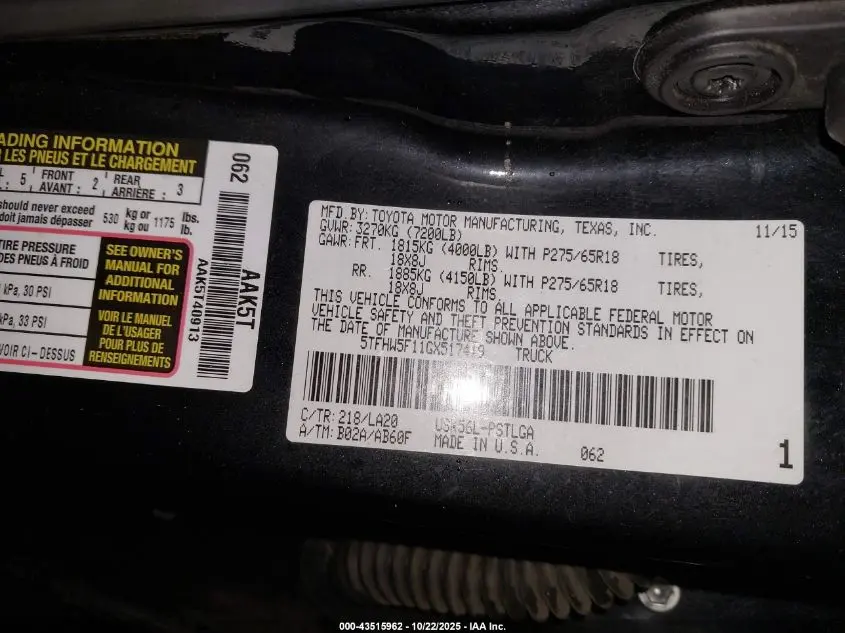 ADING INFORMATION
LES PNEUS ET LE CHARGEMENT
: 5 FRONT AVANT : 2 REAR ARRIÈRE : 3
should never exceed
doit jamais dépasser 530 kg or kg ou 1175 lbs. lb.
TIRE PRESSURE
DES PNEUS À FROID
kPa, 30 PSI
kPa, 33 PSI
VOIR CI-DESSUS
SEE OWNER'S
MANUAL FOR
ADDITIONAL
INFORMATION
VOIR LE MANUEL
DE L'USAGER
POUR PLUS DE
RENSEIGNEMENTS
062
AAK5T
AAK5T40013
MFD. BY: TOYOTA MOTOR MANUFACTURING, TEXAS, INC. 11/15
GVWR: 3270KG (7200LB)
GAWR: FRT. 1815KG (4000LB) WITH P275/65R18 TIRES,
18X8J RIMS.
RR. 1885KG (4150LB) WITH P275/65R18 TIRES,
18X8J RIMS.
THIS VEHICLE CONFORMS TO ALL APPLICABLE FEDERAL MOTOR
VEHICLE SAFETY AND THEFT PREVENTION STANDARDS IN EFFECT ON
THE DATE OF MANUFACTURE SHOWN ABOVE.
5TFHW5F11GX517419 TRUCK
C/TR: 218/LA20 USK56L-PSTLGA
A/TM: B02A/AB60F MADE IN U.S.A. 062 1
000-43515962 - 10/22/2025 - IAA Inc.